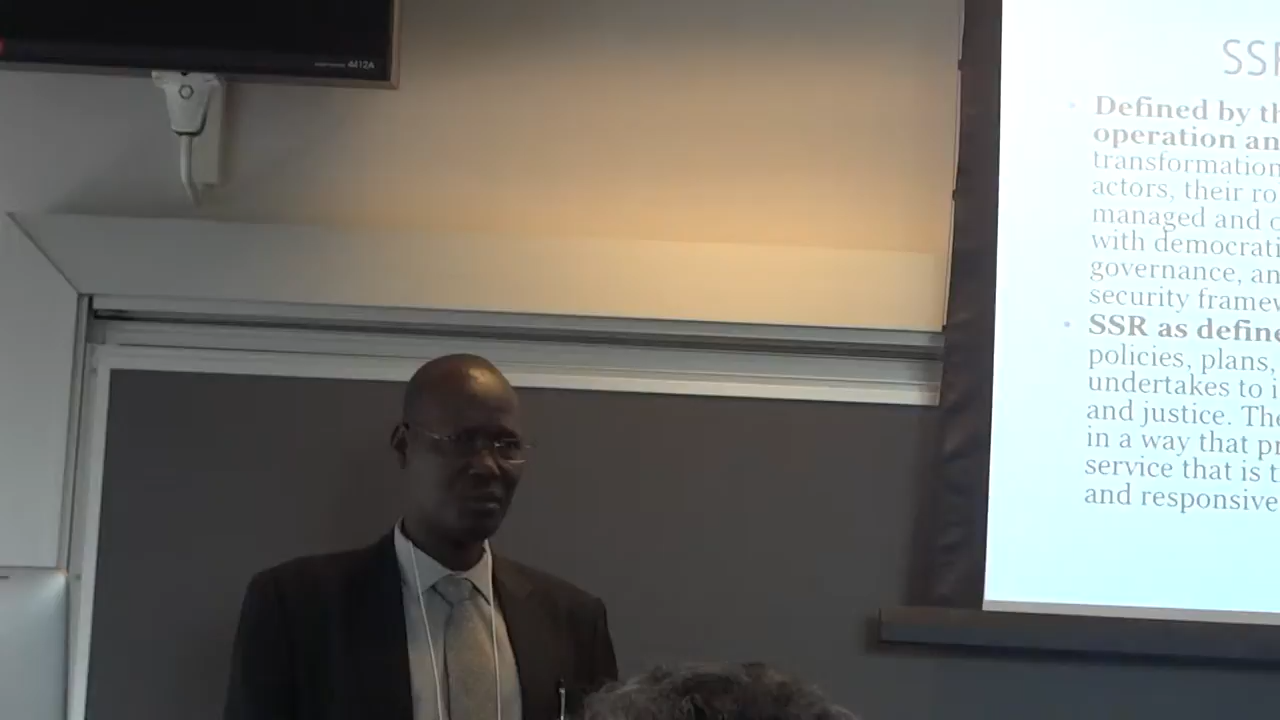 4412A
SSR
Defined by th
operation an
transformation
actors, their ro
managed and o
with democrati
governance, an
security framew
SSR as define
policies, plans,
undertakes to i
and justice. The
in a way that pr
service that is t
and responsive